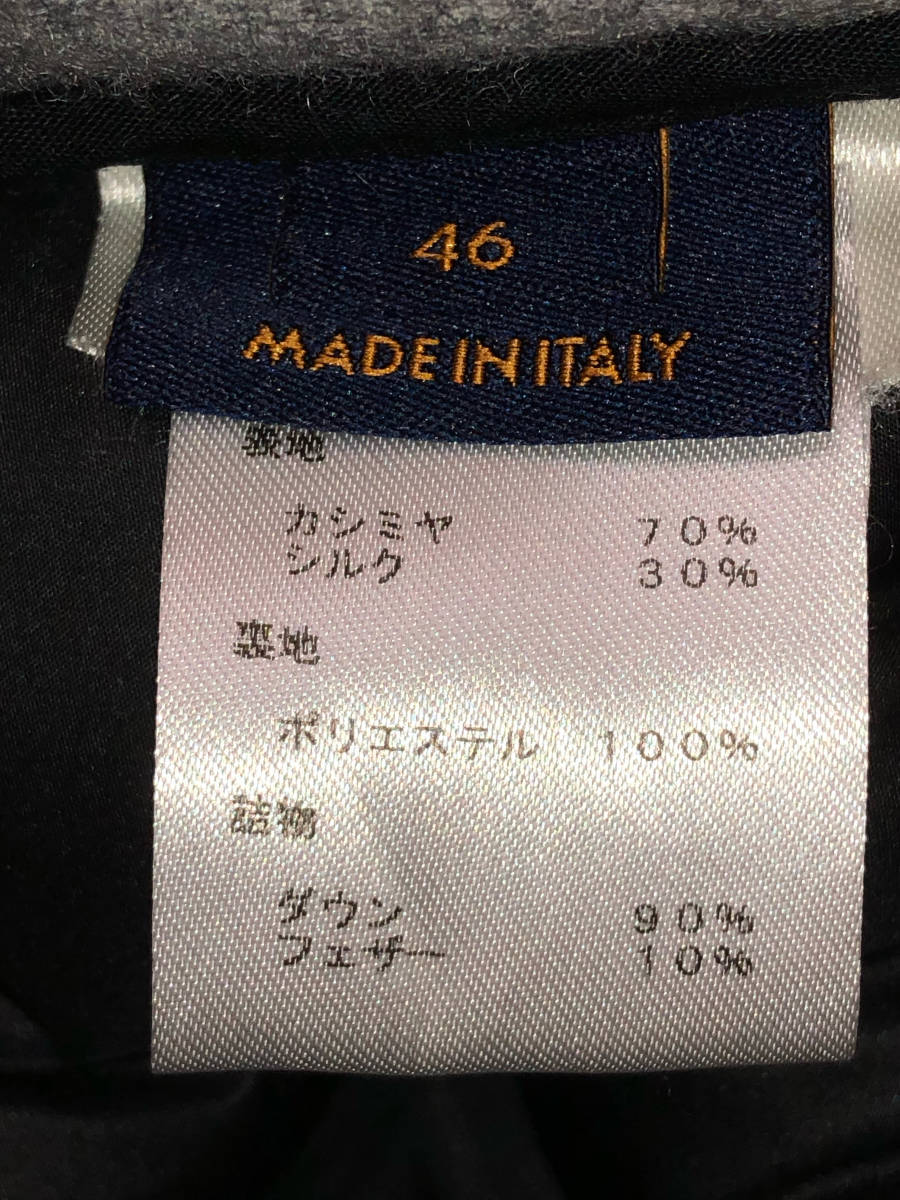 46
MADE IN ITALY
表地
カシミヤ 70%
シルク 30%
裏地
ポリエステル 100%
詰物
ダウン 90%
フェザー 10%